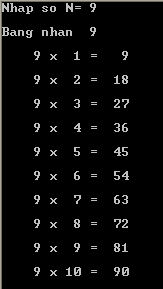 Nhap so N= 9
Bang nhan  9
9 x  1 =   9
9 x  2 =  18
9 x  3 =  27
9 x  4 =  36
9 x  5 =  45
9 x  6 =  54
9 x  7 =  63
9 x  8 =  72
9 x  9 =  81
9 x 10 =  90